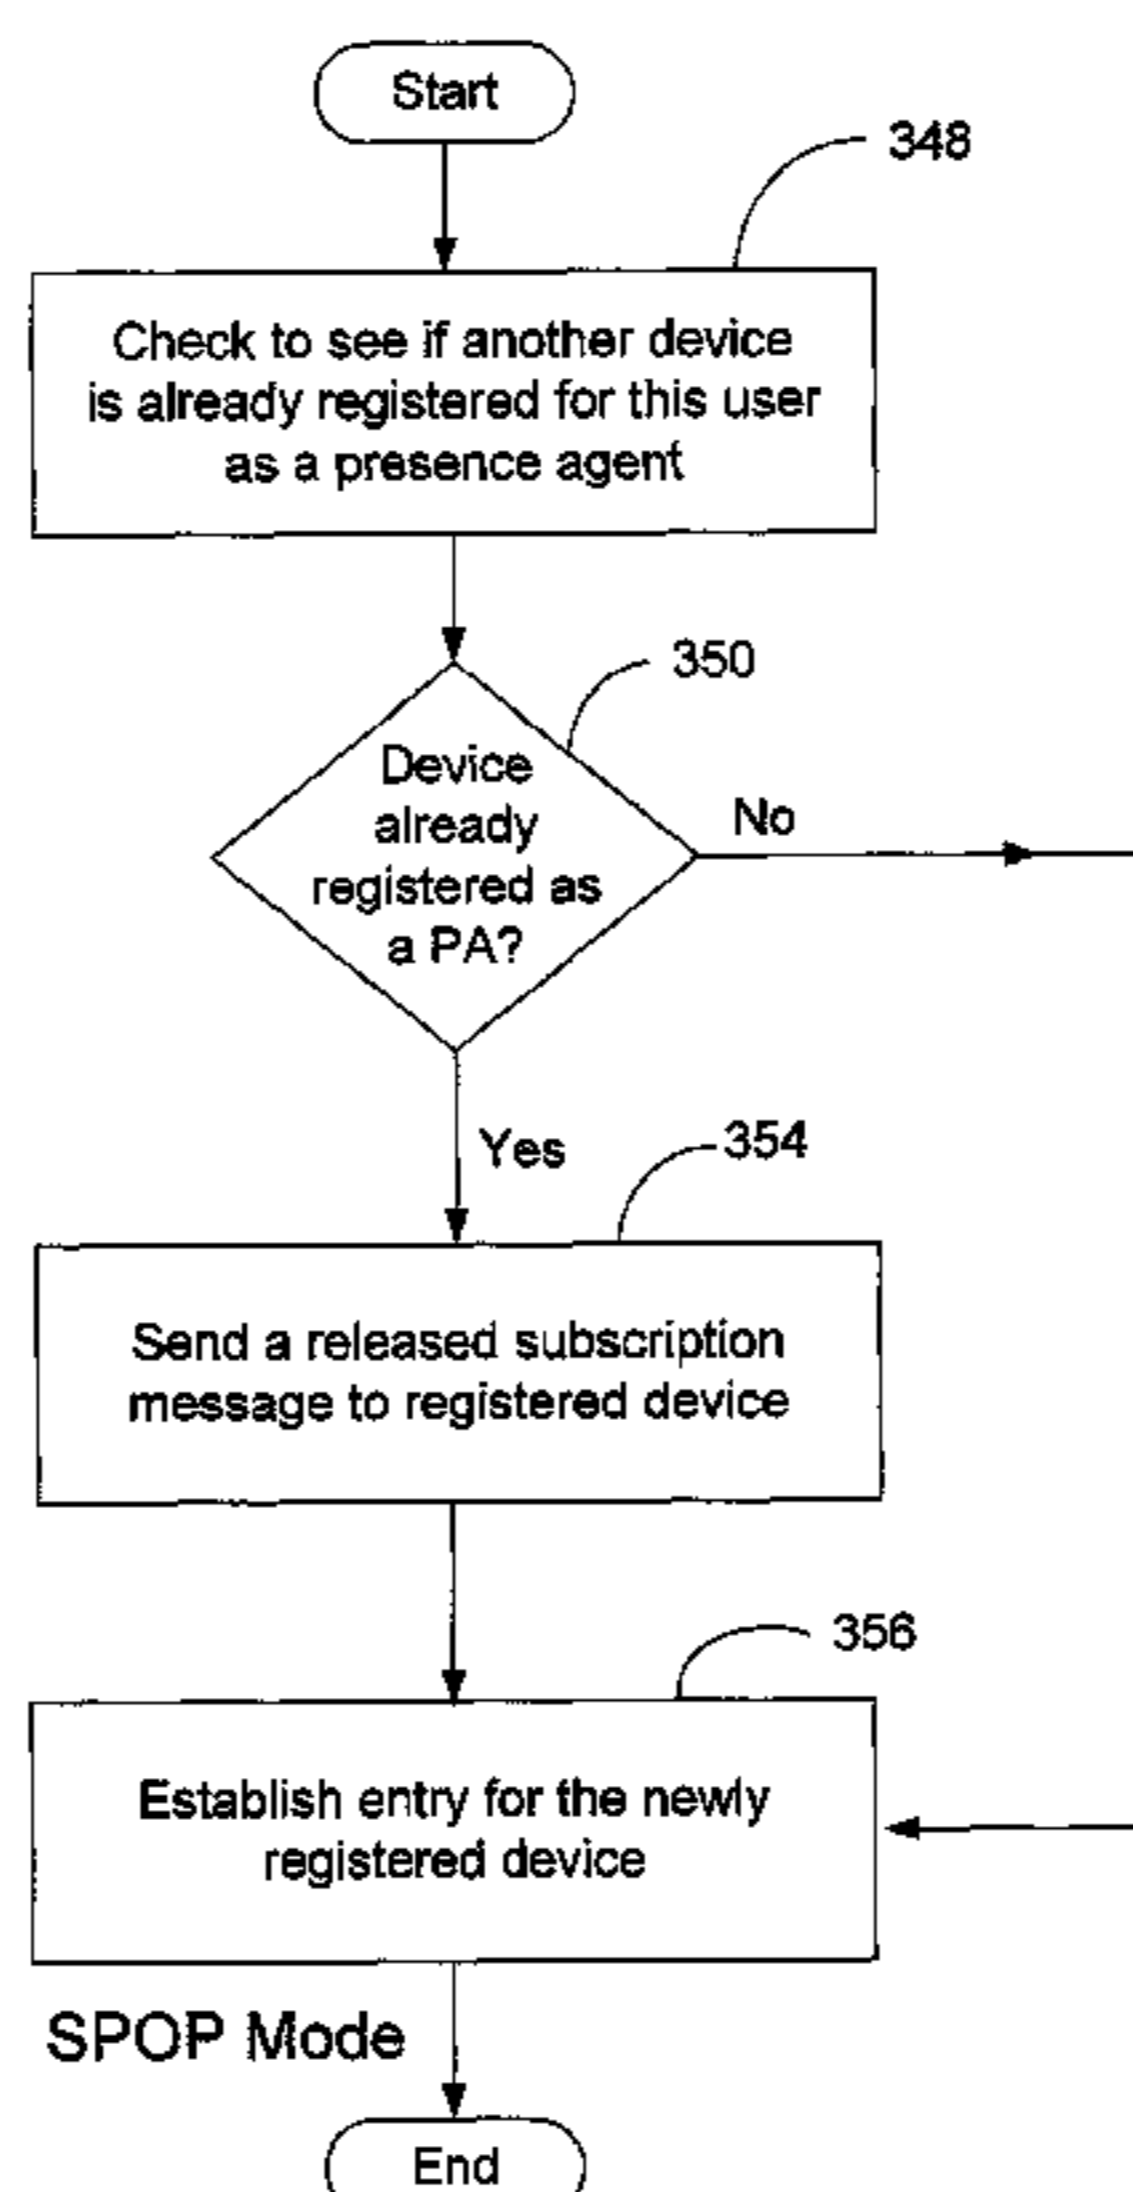 Start
348
Check to see if another device
is already registered for this user
as a presence agent
350
Device
already
registered as
a PA?
No
Yes
354
Send a released subscription
message to registered device
356
Establish entry for the newly
registered device
SPOP Mode
End